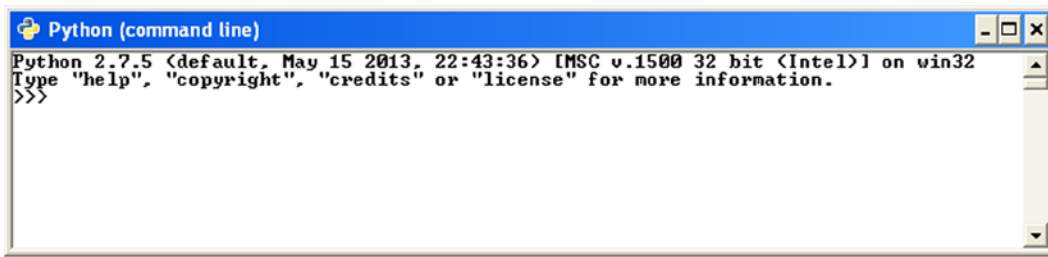 Python (command line)
Python 2.7.5 (default, May 15 2013, 22:43:36) [MSC v.1500 32 bit (Intel)] on win32
Type "help", "copyright", "credits" or "license" for more information.
>>>